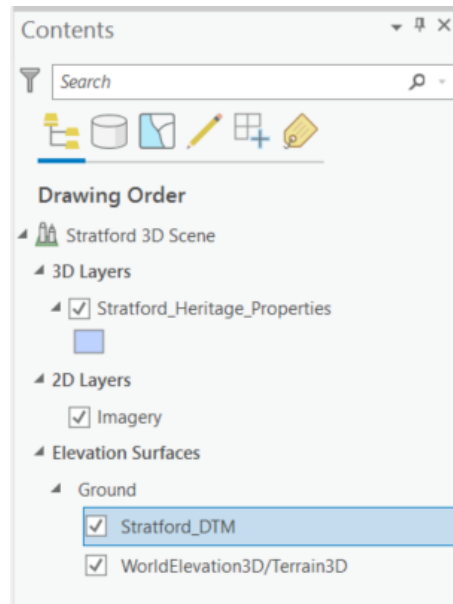 Contents
Search
Drawing Order
Stratford 3D Scene
3D Layers
Stratford_Heritage_Properties
2D Layers
Imagery
Elevation Surfaces
Ground
Stratford_DTM
WorldElevation3D/Terrain3D